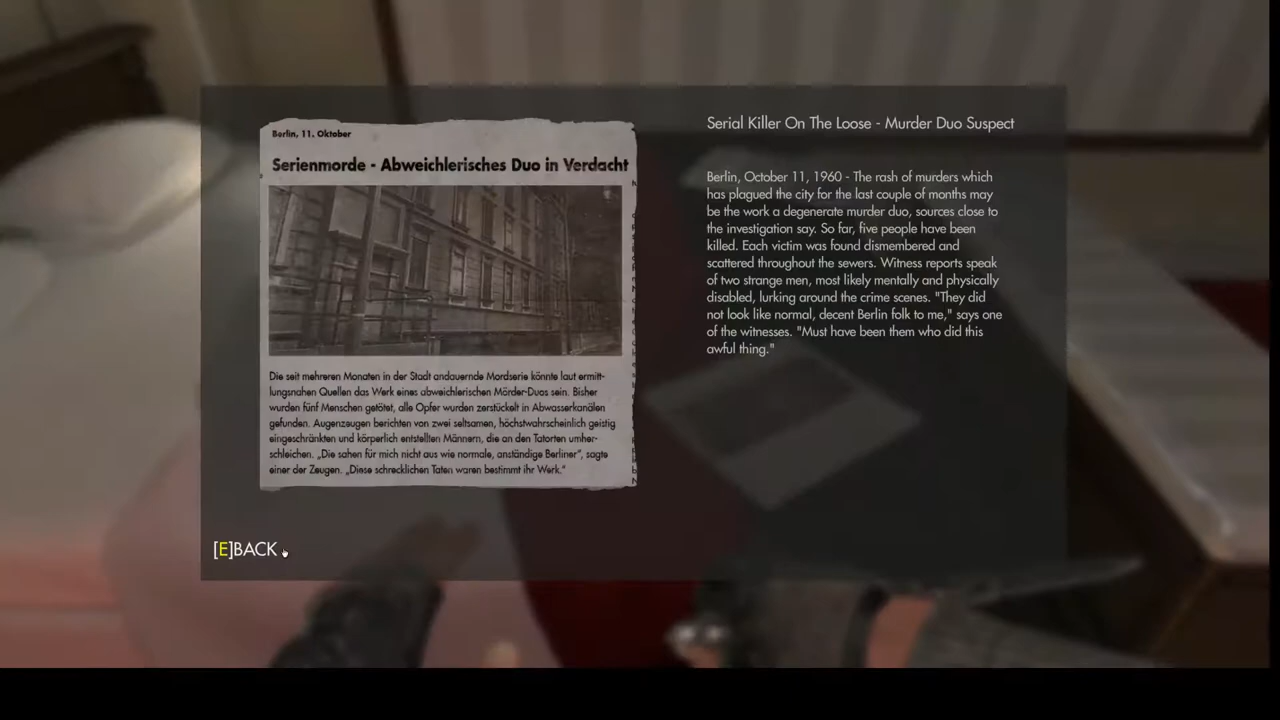 Berlin, 11. Oktober
Serienmorde - Abweichlerisches Duo in Verdacht
Die seit mehreren Monaten in der Stadt andauernde Mordserie könnte laut ermitt-
lungsnahen Quellen das Werk eines abweichlerischen Mörder-Duos sein. Bisher
wurden fünf Menschen getötet, alle Opfer wurden zerstückelt in Abwasserkanälen
gefunden. Augenzeugen berichten von zwei seltsamen, höchstwahrscheinlich geistig
eingeschränkten und körperlich entstellten Männern, die an den Tatorten umher-
schleichen. „Die sahen für mich nicht aus wie normale, anständige Berliner“, sagte
einer der Zeugen. „Diese schrecklichen Taten waren bestimmt ihr Werk.“
Serial Killer On The Loose - Murder Duo Suspect
Berlin, October 11, 1960 - The rash of murders which
has plagued the city for the last couple of months may
be the work a degenerate murder duo, sources close to
the investigation say. So far, five people have been
killed. Each victim was found dismembered and
scattered throughout the sewers. Witness reports speak
of two strange men, most likely mentally and physically
disabled, lurking around the crime scenes. "They did
not look like normal, decent Berlin folk to me," says one
of the witnesses. "Must have been them who did this
awful thing."
[E]BACK